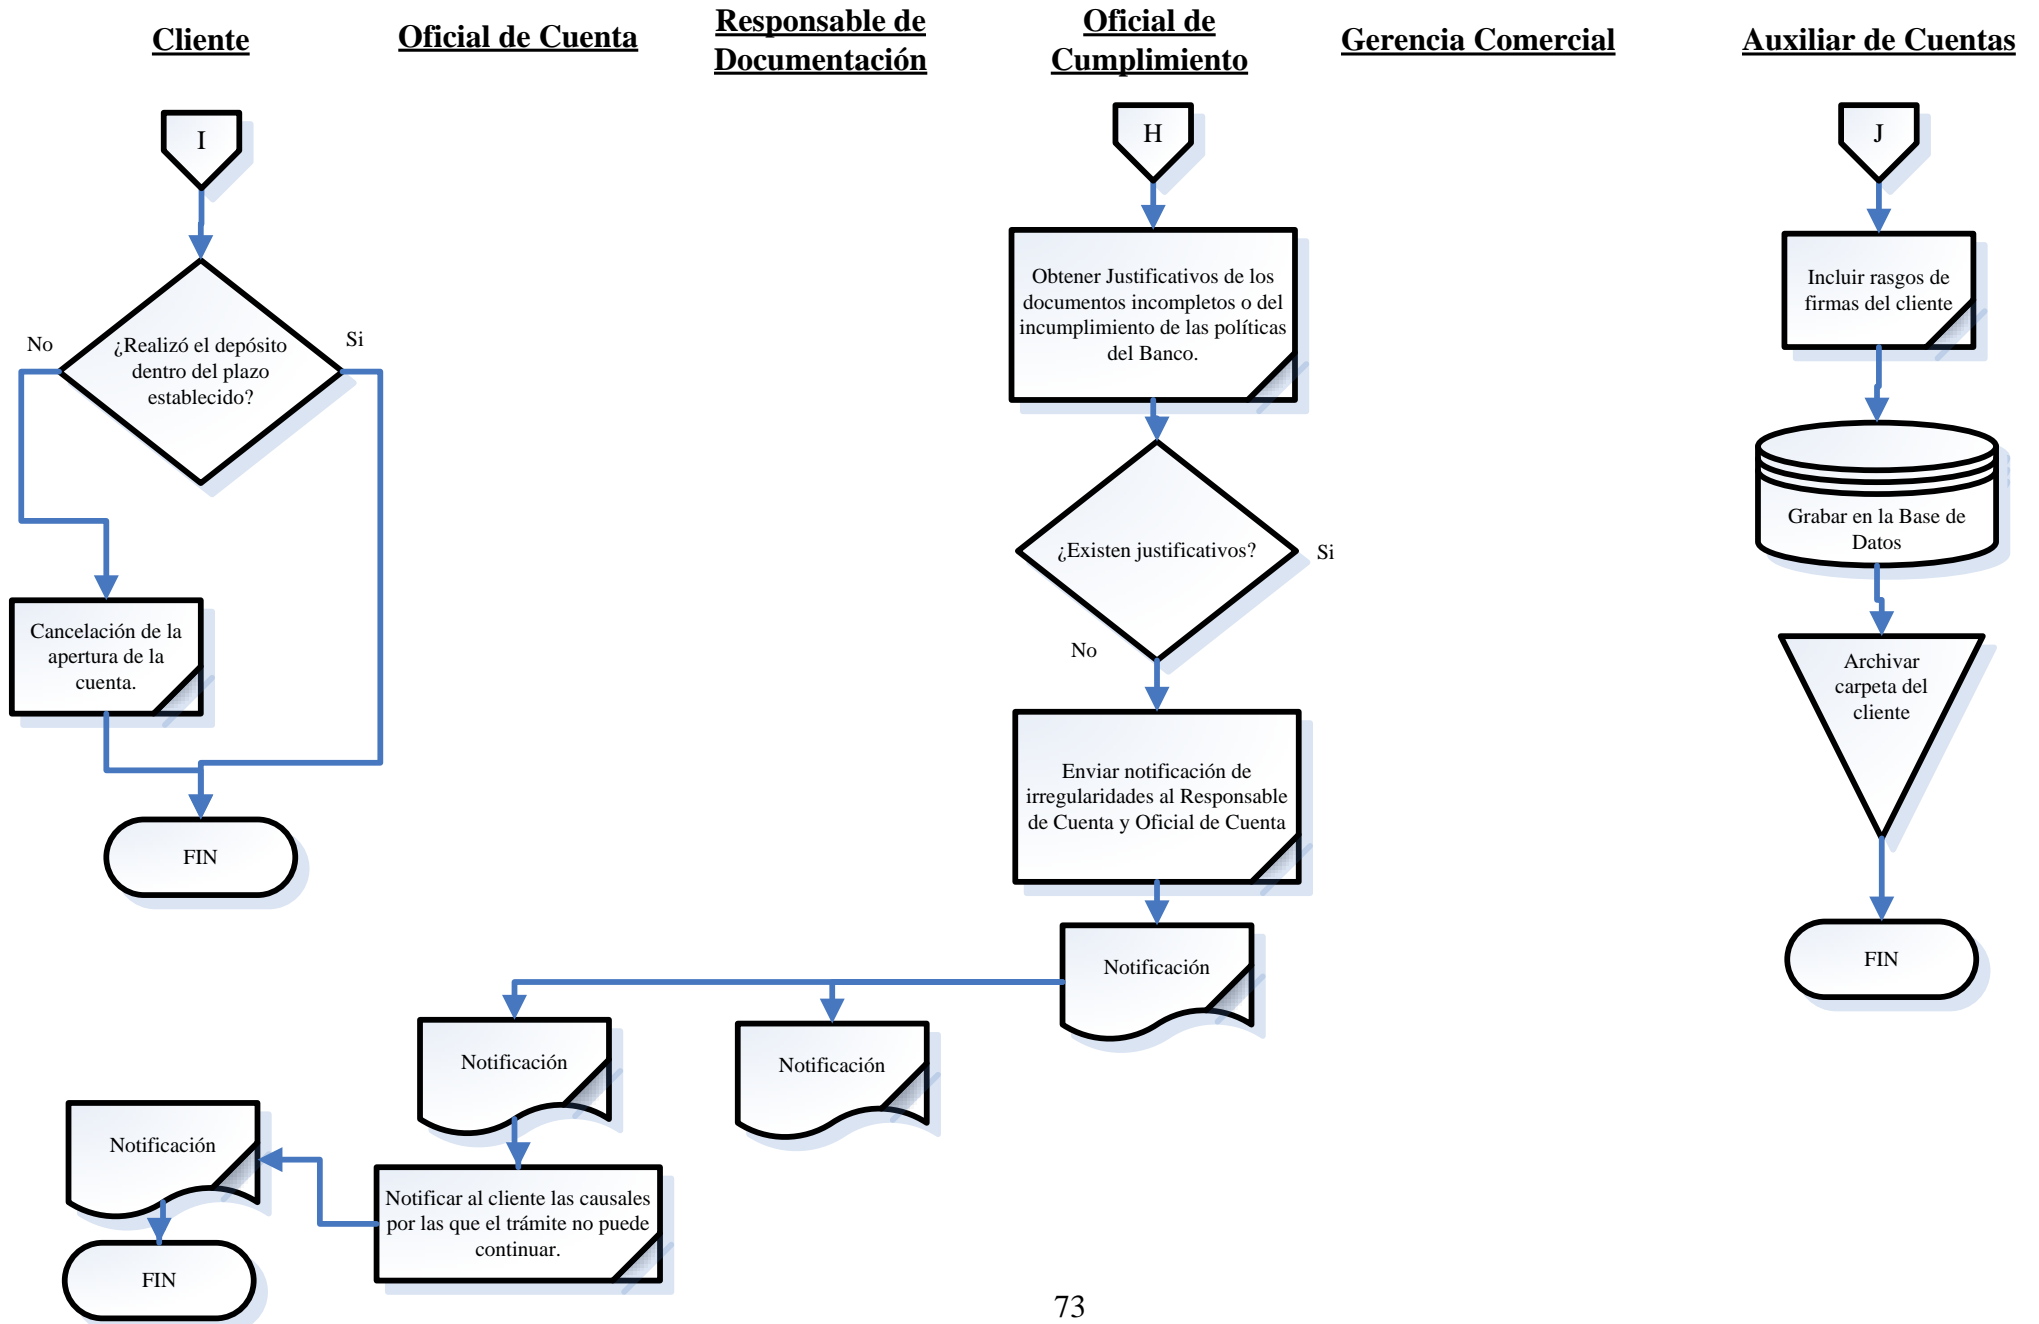 Cliente
Oficial de Cuenta
Responsable de
Documentación
Oficial de
Cumplimiento
Gerencia Comercial
Auxiliar de Cuentas
I
¿Realizó el depósito
dentro del plazo
establecido?
No
Si
Cancelación de la
apertura de la
cuenta.
FIN
H
Obtener Justificativos de los
documentos incompletos o del
incumplimiento de las políticas
del Banco.
¿Existen justificativos?
Si
No
Enviar notificación de
irregularidades al Responsable
de Cuenta y Oficial de Cuenta
Notificación
Notificación
Notificación
Notificar al cliente las causales
por las que el trámite no puede
continuar.
Notificación
FIN
J
Incluir rasgos de
firmas del cliente
Grabar en la Base de
Datos
Archivar
carpeta del
cliente
FIN
73